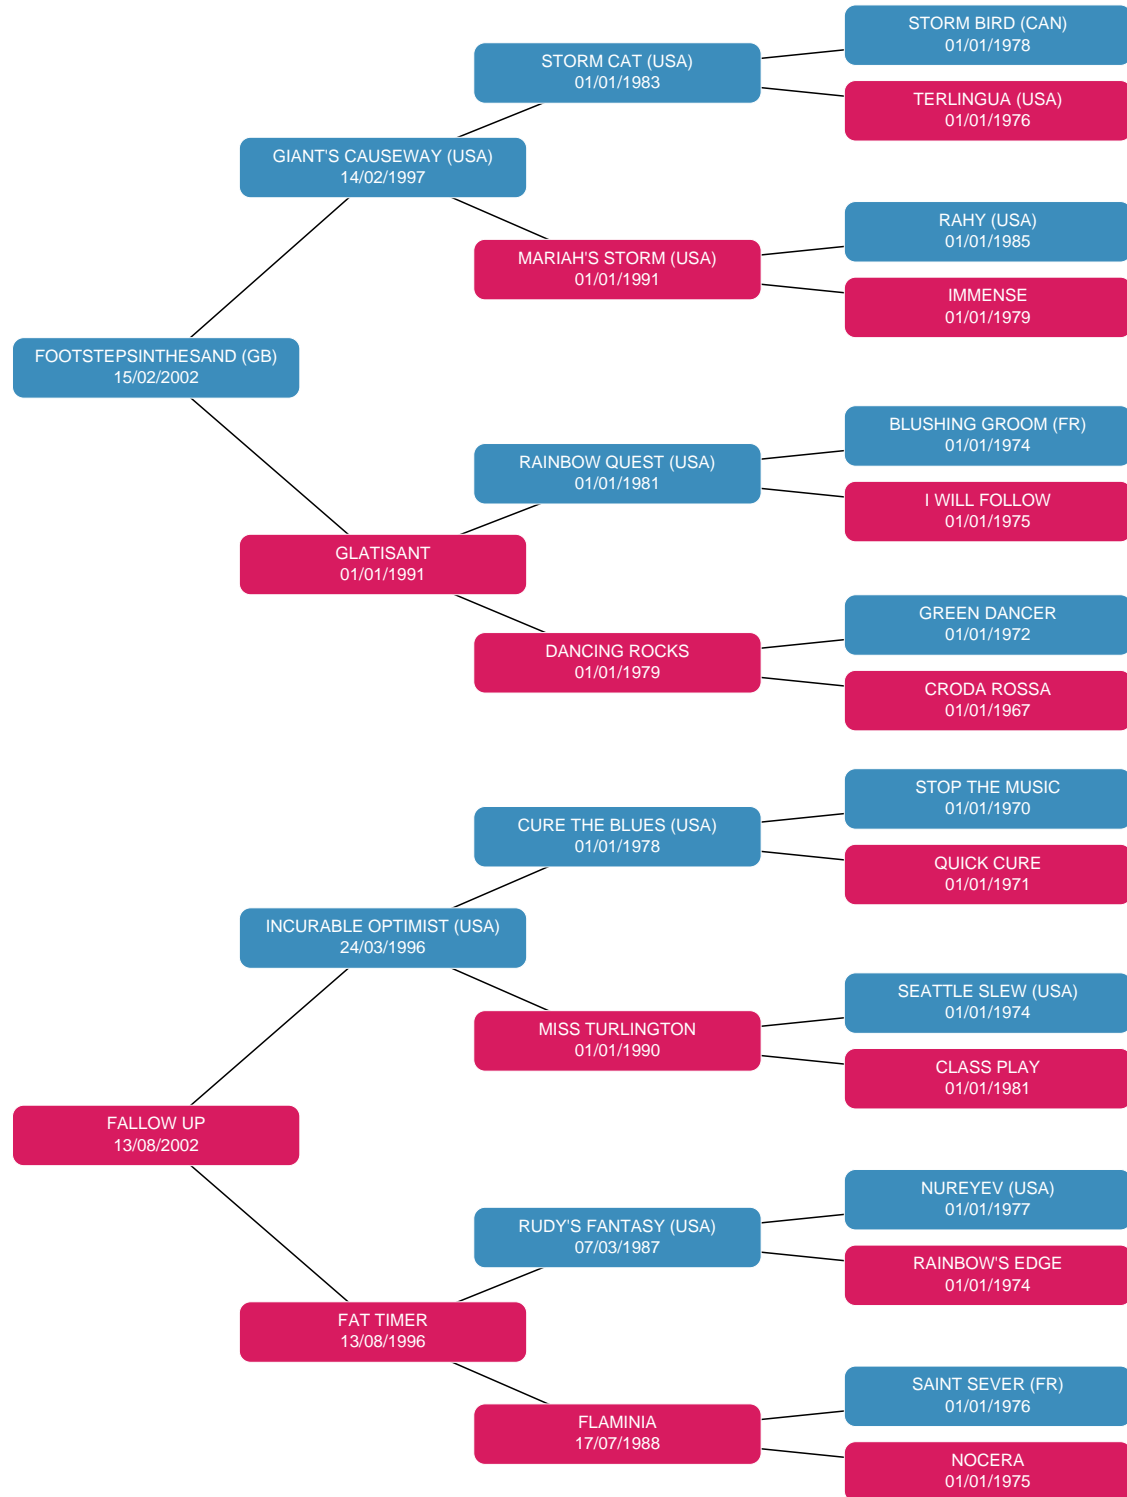 STORM BIRD (CAN)
01/01/1978
STORM CAT (USA)
01/01/1983
TERLINGUA (USA)
01/01/1976
GIANT'S CAUSEWAY (USA)
14/02/1997
RAHY (USA)
01/01/1985
MARIAH'S STORM (USA)
01/01/1991
IMMENSE
01/01/1979
FOOTSTEPSINTHESAND (GB)
15/02/2002
BLUSHING GROOM (FR)
01/01/1974
RAINBOW QUEST (USA)
01/01/1981
I WILL FOLLOW
01/01/1975
GLATISANT
01/01/1991
GREEN DANCER
01/01/1972
DANCING ROCKS
01/01/1979
CRODA ROSSA
01/01/1967
STOP THE MUSIC
01/01/1970
CURE THE BLUES (USA)
01/01/1978
QUICK CURE
01/01/1971
INCURABLE OPTIMIST (USA)
24/03/1996
SEATTLE SLEW (USA)
01/01/1974
MISS TURLINGTON
01/01/1990
CLASS PLAY
01/01/1981
FALLOW UP
13/08/2002
NUREYEV (USA)
01/01/1977
RUDY'S FANTASY (USA)
07/03/1987
RAINBOW'S EDGE
01/01/1974
FAT TIMER
13/08/1996
SAINT SEVER (FR)
01/01/1976
FLAMINIA
17/07/1988
NOCERA
01/01/1975